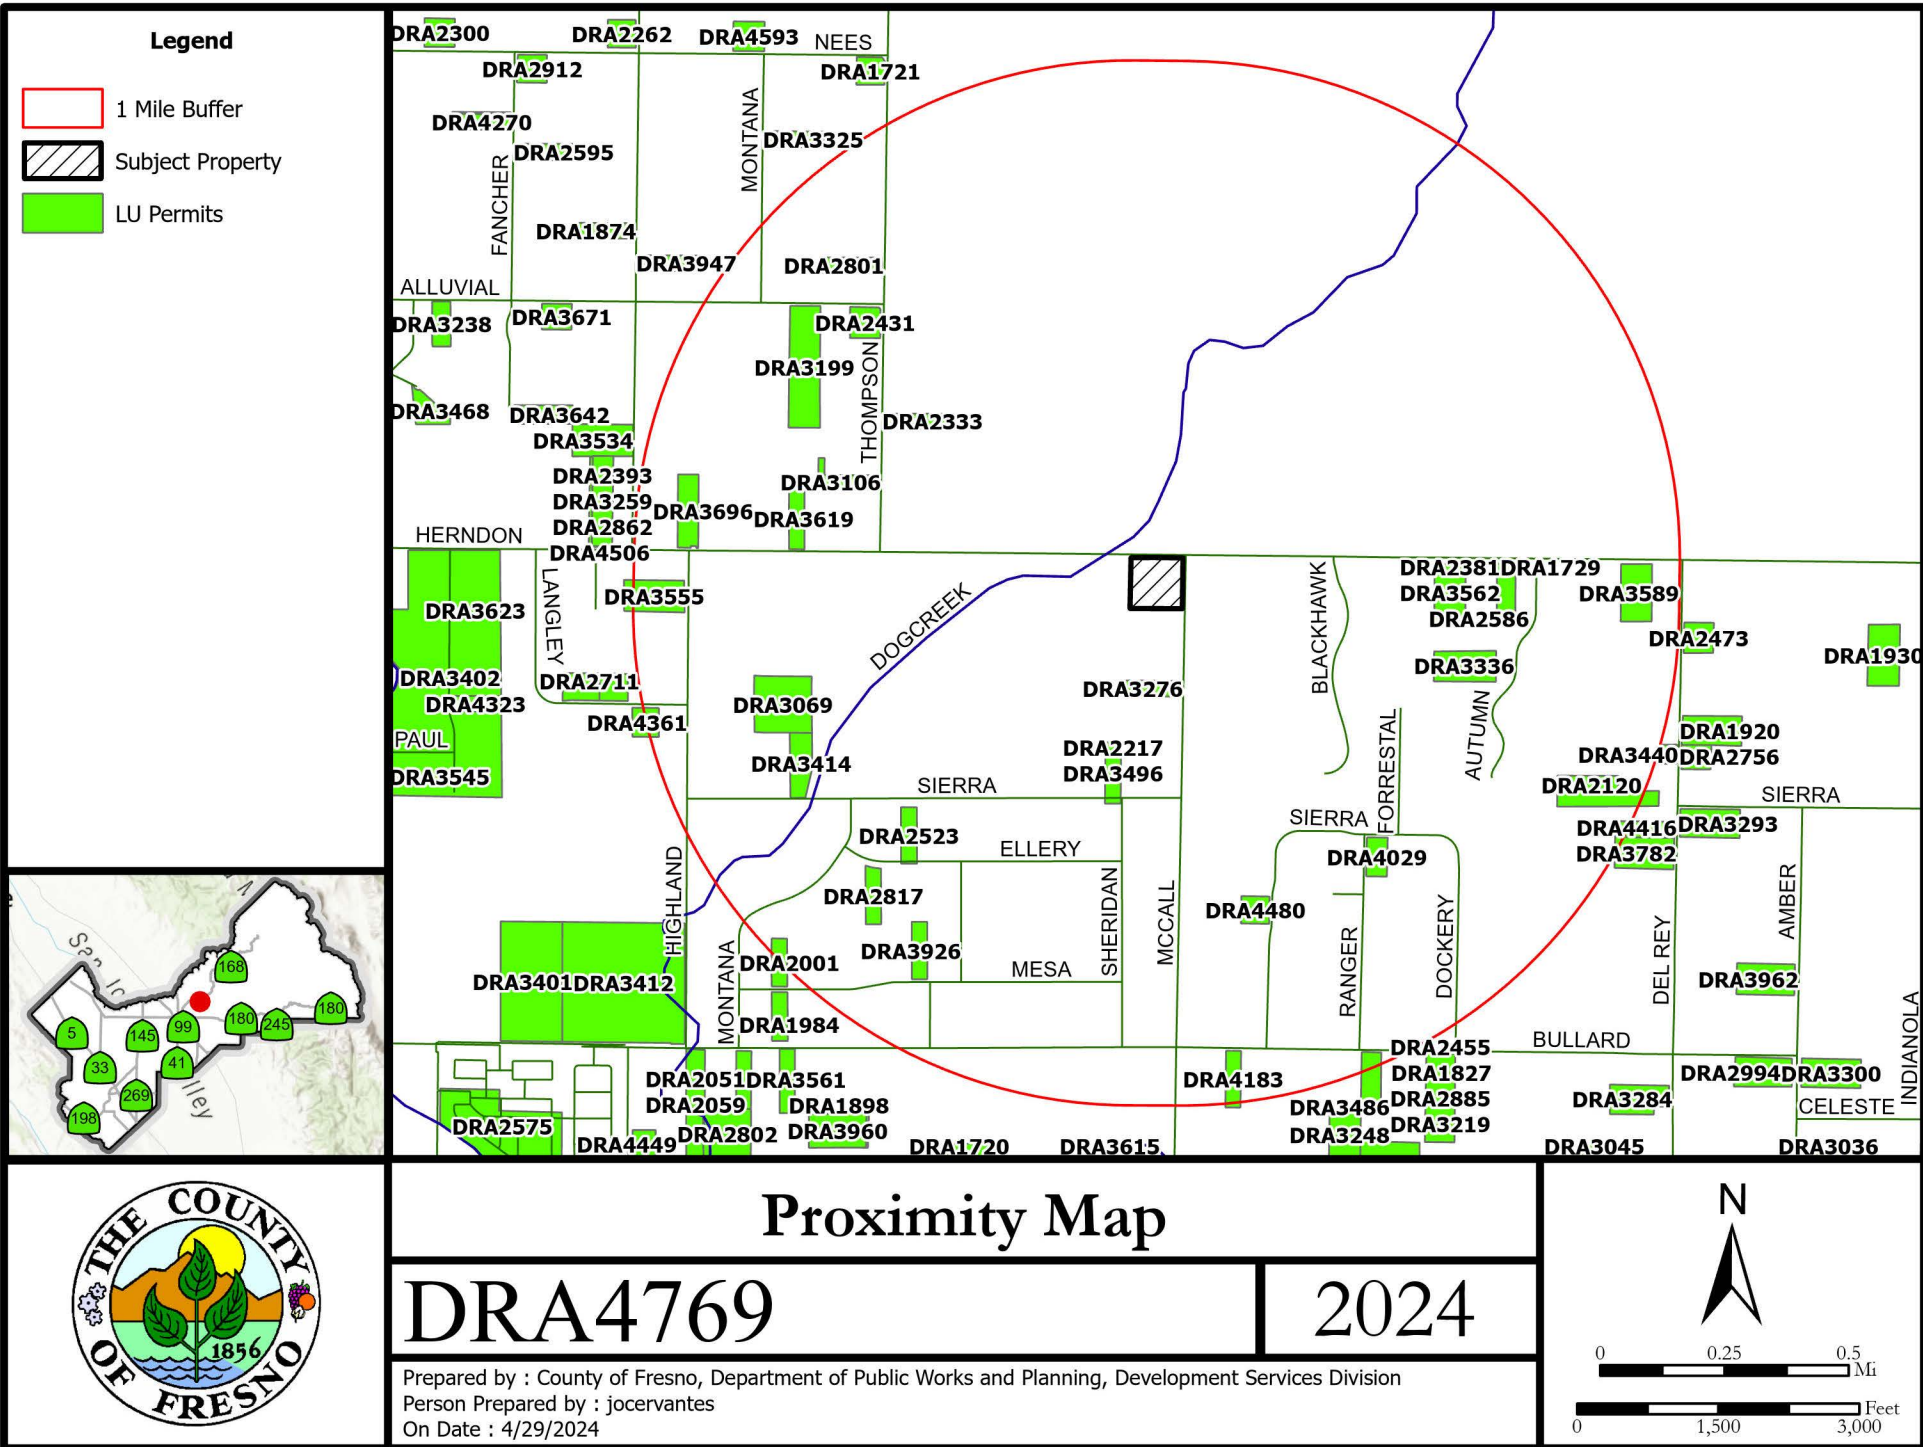 Legend
1 Mile Buffer
Subject Property
LU Permits
DRA2300
DRA2262
DRA4593
NEES
DRA2912
DRA1721
DRA4270
MONTANA
DRA3325
DRA2595
FANCHER
DRA1874
DRA3947
DRA2801
ALLUVIAL
DRA3238
DRA3671
DRA2431
DRA3199
THOMPSON
DRA3468
DRA3642
DRA2333
DRA3534
DRA2393
DRA3106
DRA3259
DRA3696
DRA3619
DRA2862
HERNDON
DRA4506
LANGLEY
DRA3555
DRA3623
DOGCREEK
BLACKHAWK
DRA2381
DRA1729
DRA3562
DRA3589
DRA2586
DRA2473
DRA1930
DRA3336
DRA3402
DRA2711
DRA3276
DRA4323
DRA3069
DRA4361
AUTUMN
FORRESTAL
DRA1920
PAUL
DRA2217
DRA3440
DRA2756
DRA3414
DRA3496
DRA3545
SIERRA
DRA2120
SIERRA
SIERRA
DRA2523
DRA4416
DRA3293
ELLERY
DRA4029
DRA3782
HIGHLAND
DRA2817
DRA4480
SHERIDAN
MCCALL
AMBER
DRA3926
DOCKERY
DEL REY
MONTANA
DRA2001
MESA
RANGER
DRA3401
DRA3412
DRA3962
INDIANOLA
DRA1984
BULLARD
DRA2455
DRA2051
DRA3561
DRA4183
DRA1827
DRA2994
DRA3300
DRA2059
DRA1898
DRA3486
DRA2885
DRA3284
CELESTE
DRA2575
DRA2802
DRA3960
DRA3248
DRA3219
DRA4449
DRA1720
DRA3615
DRA3045
DRA3036
San
168
5
145
99
180
245
180
33
41
269
198
lley
THE COUNTY
OF FRESNO
1856
Proximity Map
DRA4769
2024
Prepared by : County of Fresno, Department of Public Works and Planning, Development Services Division
Person Prepared by : jocervantes
On Date : 4/29/2024
N
0 0.25 0.5
Mi
Feet
0 1,500 3,000